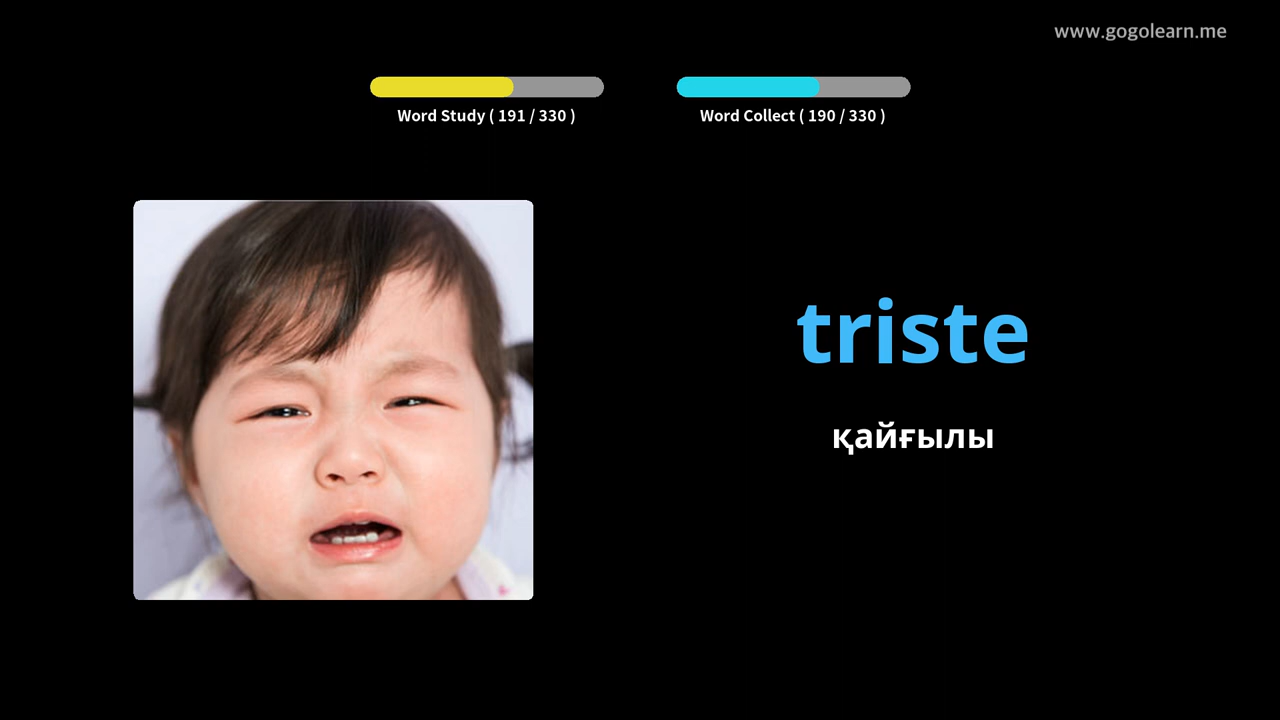 www.gogolearn.me
Word Study ( 191 / 330 )
Word Collect ( 190 / 330 )
triste
қайғылы